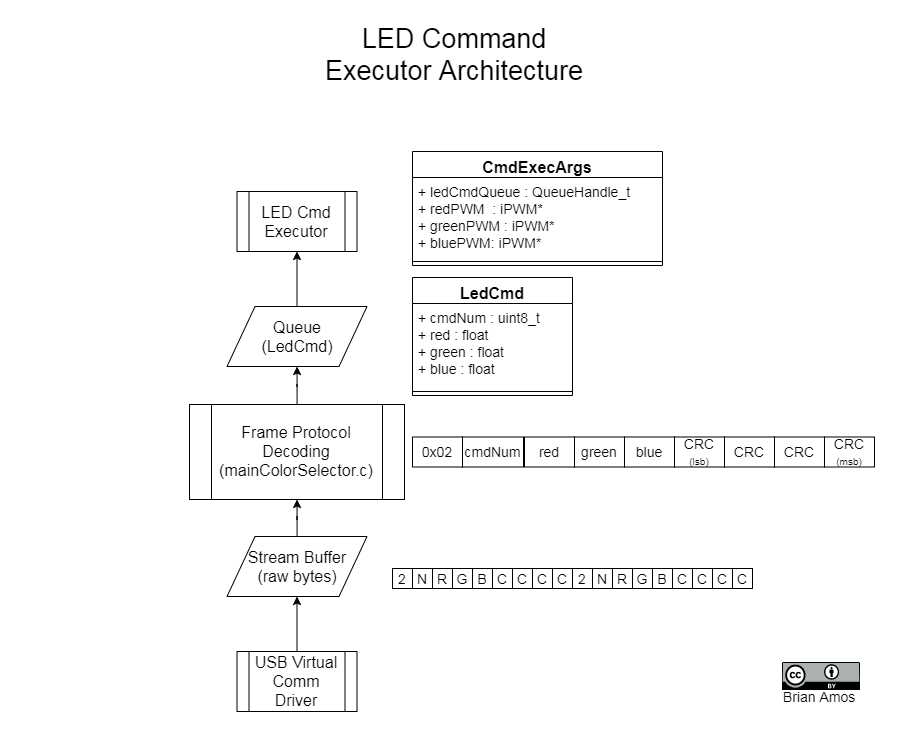 LED Command
Executor Architecture
CmdExecArgs
+ ledCmdQueue : QueueHandle_t
+ redPWM : iPWM*
+ greenPWM : iPWM*
+ bluePWM: iPWM*
LED Cmd
Executor
LedCmd
+ cmdNum : uint8_t
+ red : float
+ green : float
+ blue : float
Queue
(LedCmd)
Frame Protocol
Decoding
(mainColorSelector.c)
0x02 cmdNum red green blue CRC (lsb) CRC CRC CRC (msb)
Stream Buffer
(raw bytes)
2 N R G B C C C C 2 N R G B C C C C
USB Virtual
Comm
Driver
cc
BY
Brian Amos